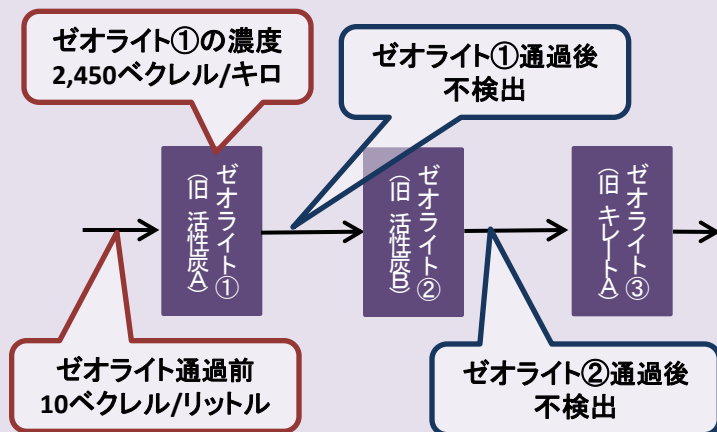 ゼオライト①の濃度
2,450ベクレル/キロ
ゼオライト①通過後
不検出
ゼオライト①
（旧 活性炭A）
ゼオライト②
（旧 活性炭B）
ゼオライト③
（旧 キレートA）
ゼオライト通過前
10ベクレル/リットル
ゼオライト②通過後
不検出